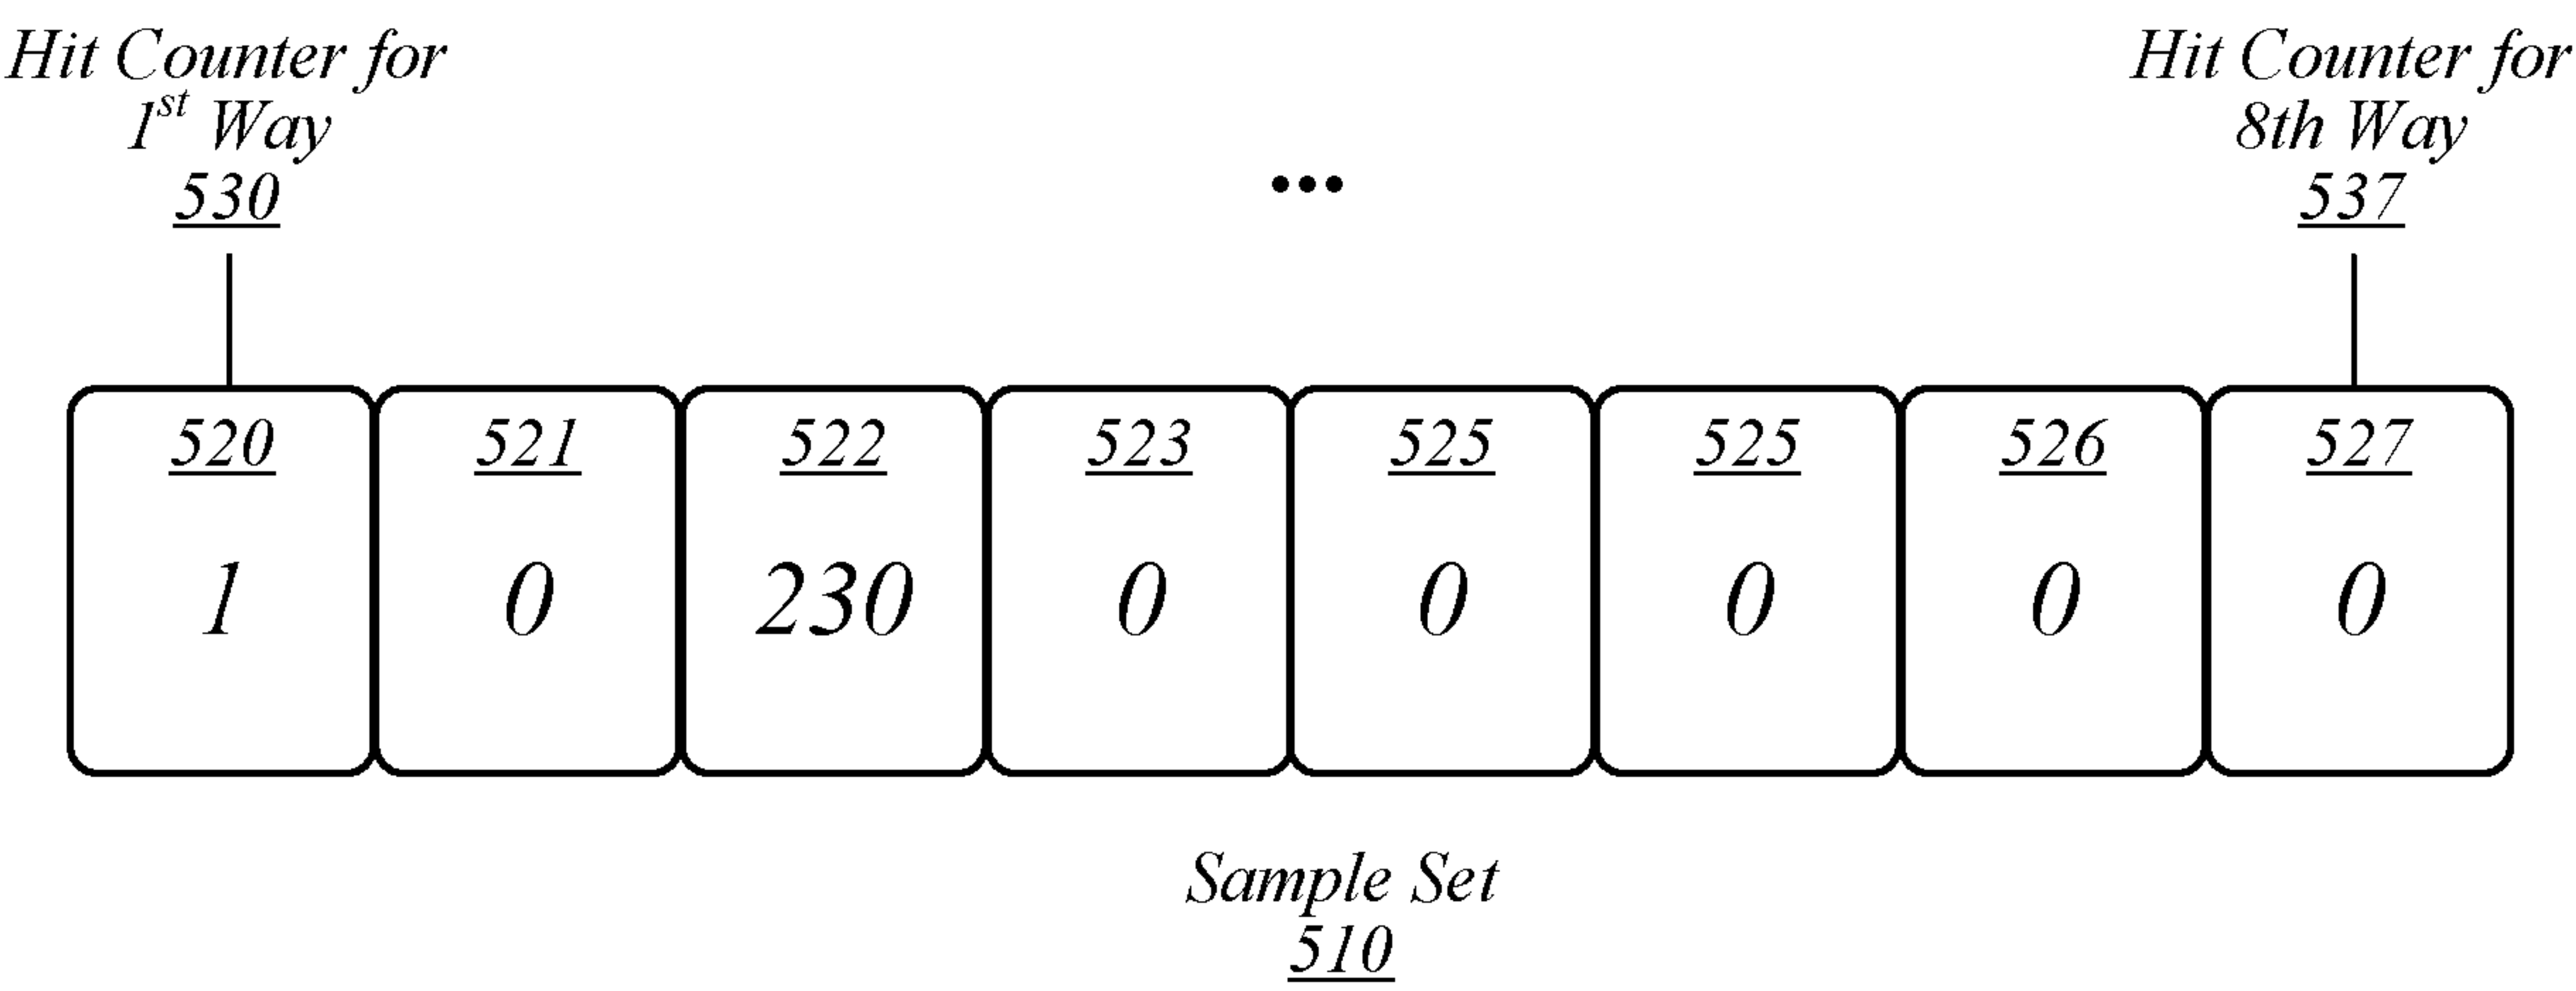 Hit Counter for
1st Way
530
...
Hit Counter for
8th Way
537
520 521 522 523 525 525 526 527
1 0 230 0 0 0 0 0
Sample Set
510